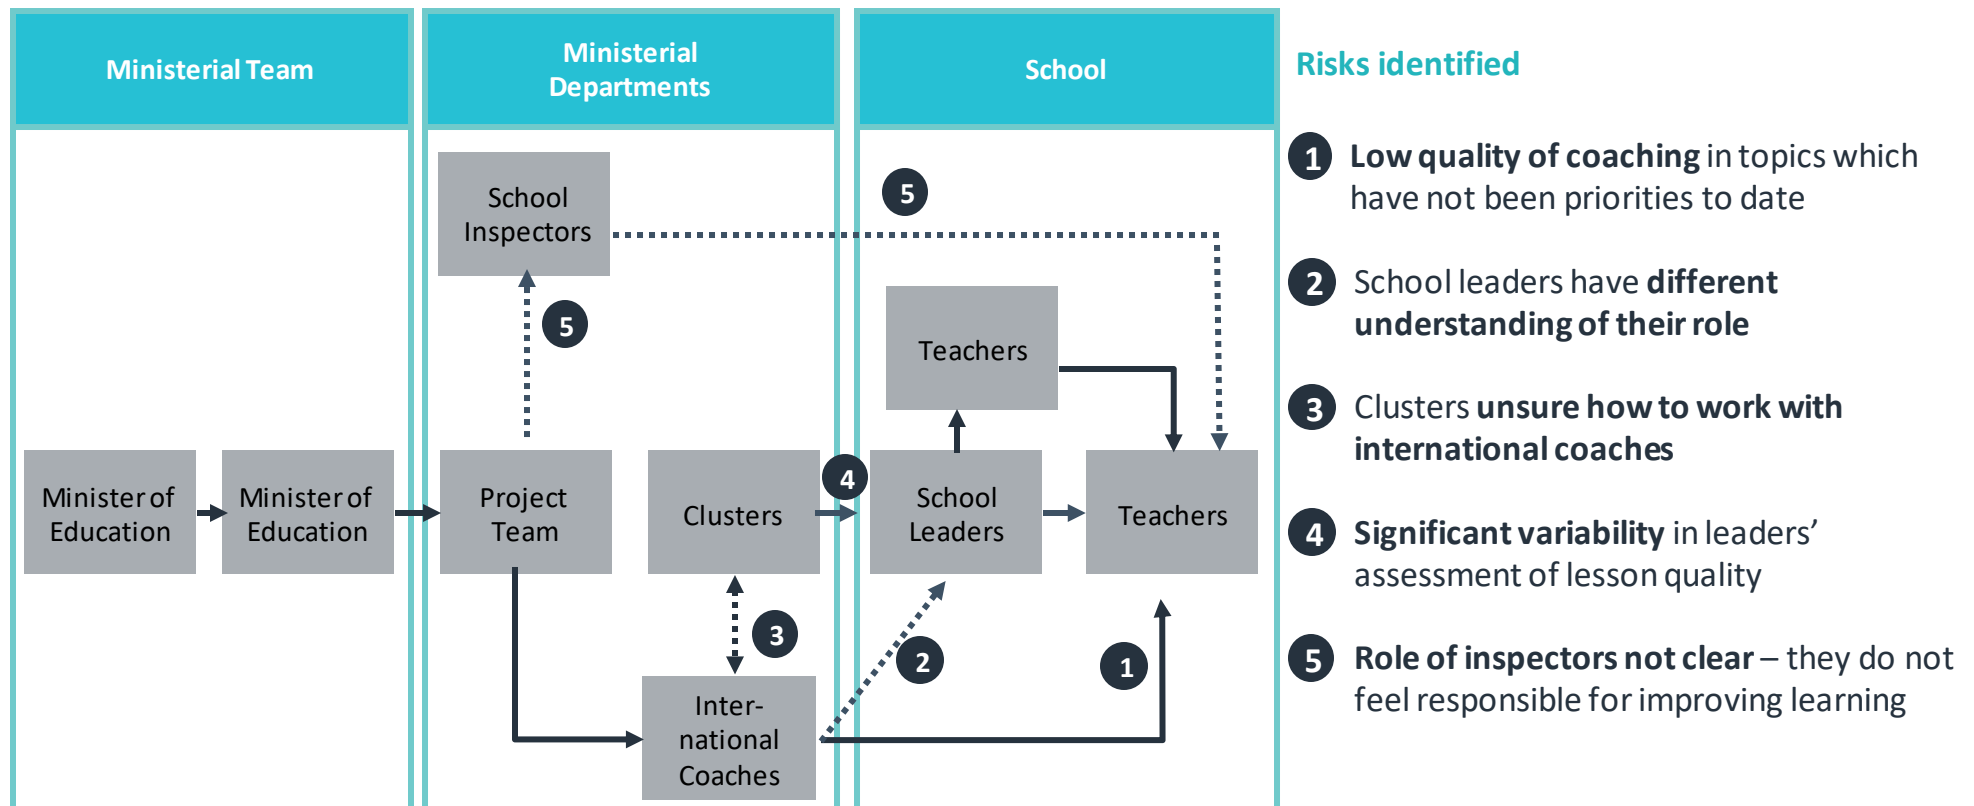 Ministerial Team
Ministerial
Departments
School
Risks identified
School
Inspectors
5
5
Teachers
Minister of
Education
Minister of
Education
Project
Team
Clusters
4
School
Leaders
Teachers
3
2
1
Inter-
national
Coaches
1 Low quality of coaching in topics which
have not been priorities to date
2 School leaders have different
understanding of their role
3 Clusters unsure how to work with
international coaches
4 Significant variability in leaders’
assessment of lesson quality
5 Role of inspectors not clear – they do not
feel responsible for improving learning